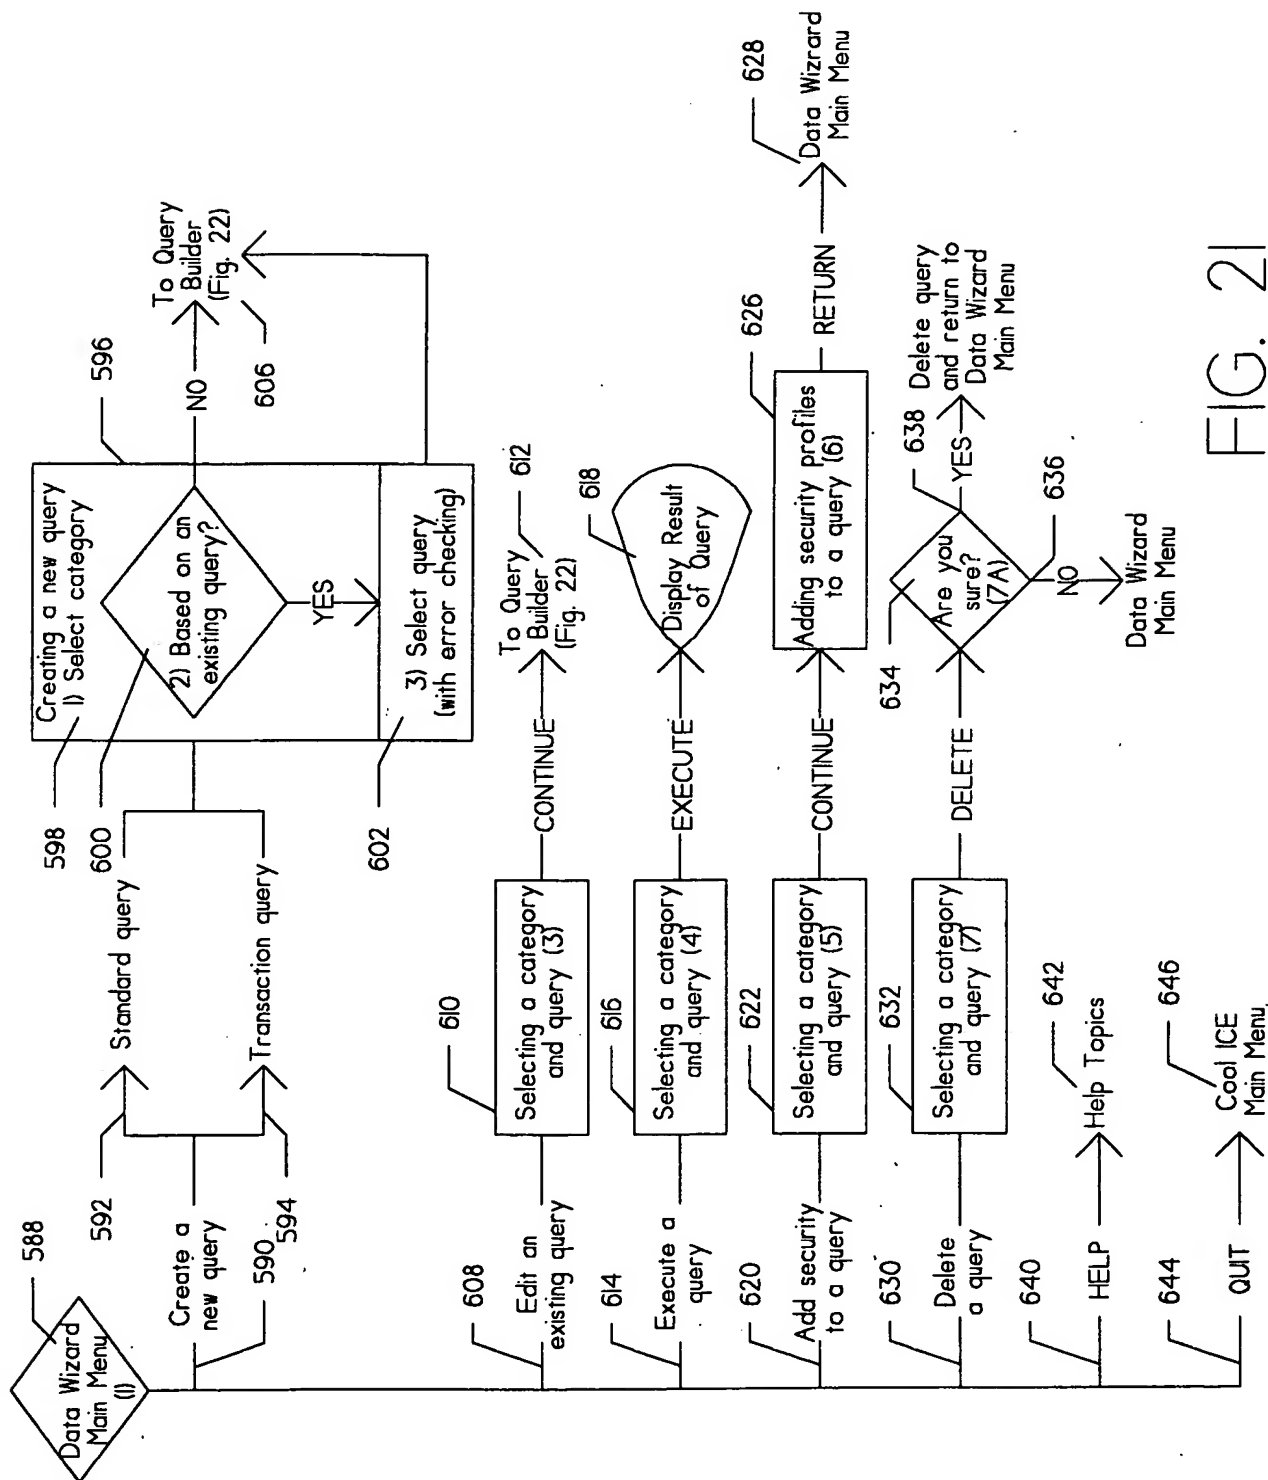 588
Data Wizard
Main Menu
(1)
Create a
new query
590
592
Standard query
594
Transaction query
596
Creating a new query
1) Select category
598
600
2) Based on an
existing query?
NO
YES
To Query
Builder
(Fig. 22)
606
602
3) Select query
(with error checking)
608
Edit an
existing query
610
Selecting a category
and query (3)
CONTINUE
To Query
Builder
(Fig. 22)
612
614
Execute a
query
616
Selecting a category
and query (4)
EXECUTE
618
Display Result
of Query
620
Add security
to a query
622
Selecting a category
and query (5)
CONTINUE
626
Adding security profiles
to a query (6)
RETURN
628
Data Wizrard
Main Menu
630
Delete
a query
632
Selecting a category
and query (7)
DELETE
634
Are you
sure?
(7A)
638
YES
Delete query
and return to
Data Wizard
Main Menu
636
NO
Data Wizard
Main Menu
640
HELP
642
Help Topics
644
QUIT
646
Cool ICE
Main Menu
FIG. 21